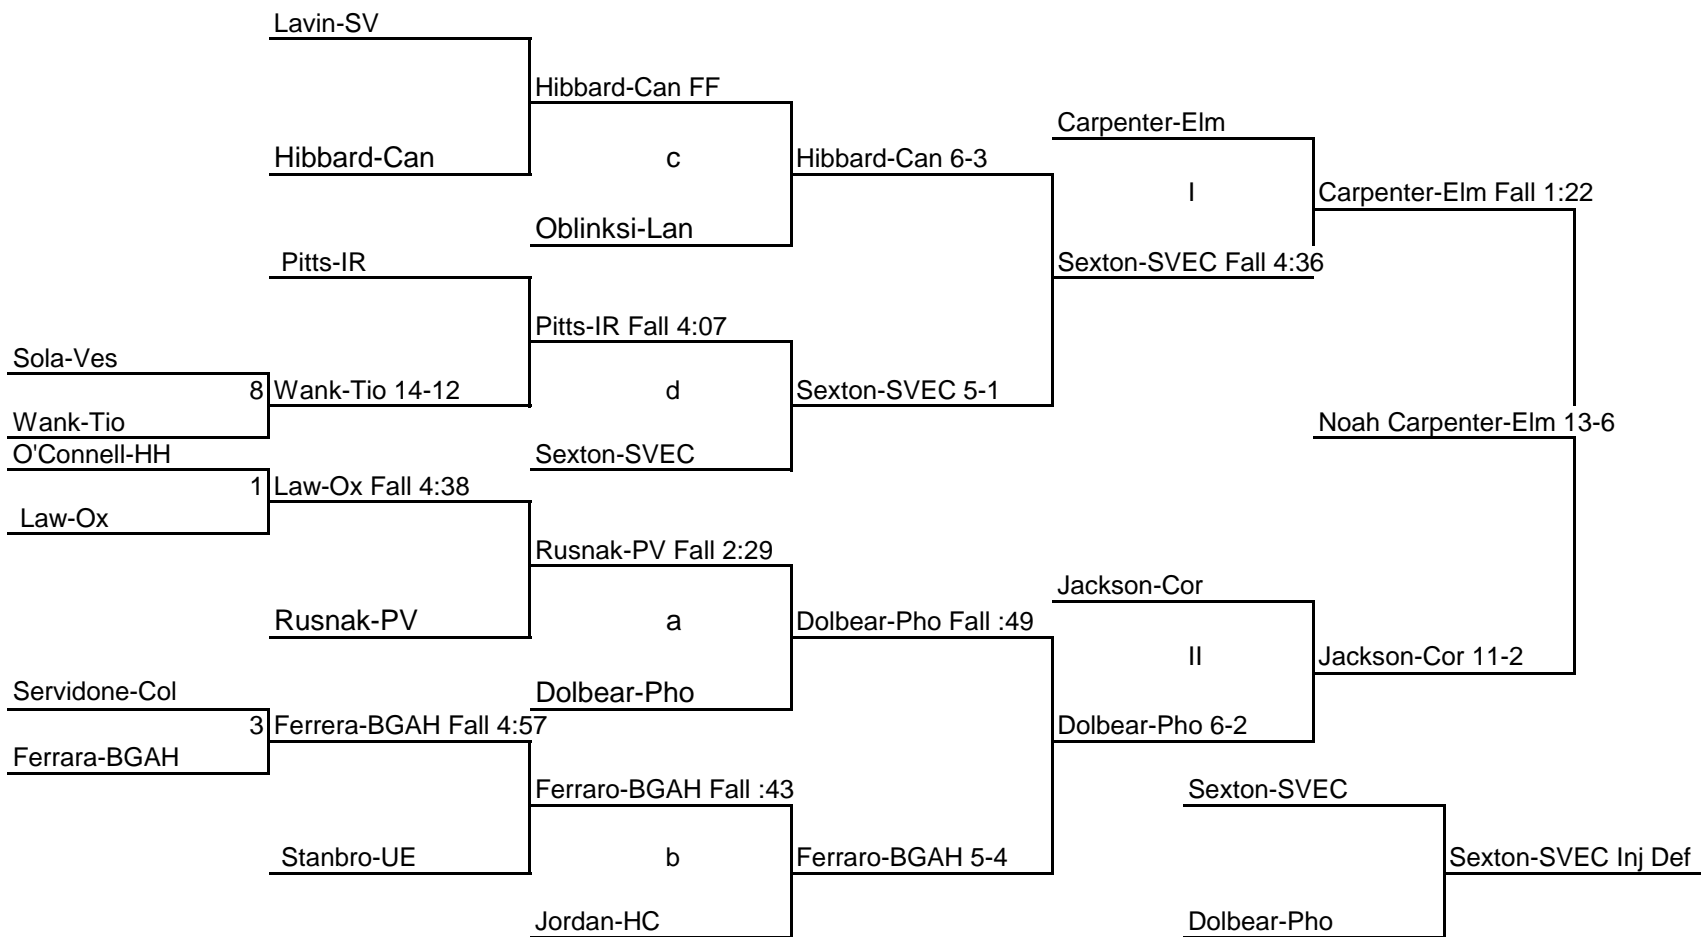 Lavin-SV
Hibbard-Can FF
Carpenter-Elm
Hibbard-Can
c
Hibbard-Can 6-3
I
Carpenter-Elm Fall 1:22
Oblinksi-Lan
Pitts-IR
Sexton-SVEC Fall 4:36
Pitts-IR Fall 4:07
Sola-Ves
8
Wank-Tio 14-12
d
Sexton-SVEC 5-1
Wank-Tio
Noah Carpenter-Elm 13-6
O'Connell-HH
Sexton-SVEC
1
Law-Ox Fall 4:38
Law-Ox
Rusnak-PV Fall 2:29
Jackson-Cor
Rusnak-PV
a
Dolbear-Pho Fall :49
II
Jackson-Cor 11-2
Servidone-Col
Dolbear-Pho
3
Ferrera-BGAH Fall 4:57
Dolbear-Pho 6-2
Ferrara-BGAH
Ferraro-BGAH Fall :43
Sexton-SVEC
Stanbro-UE
b
Ferraro-BGAH 5-4
Sexton-SVEC Inj Def
Jordan-HC
Dolbear-Pho